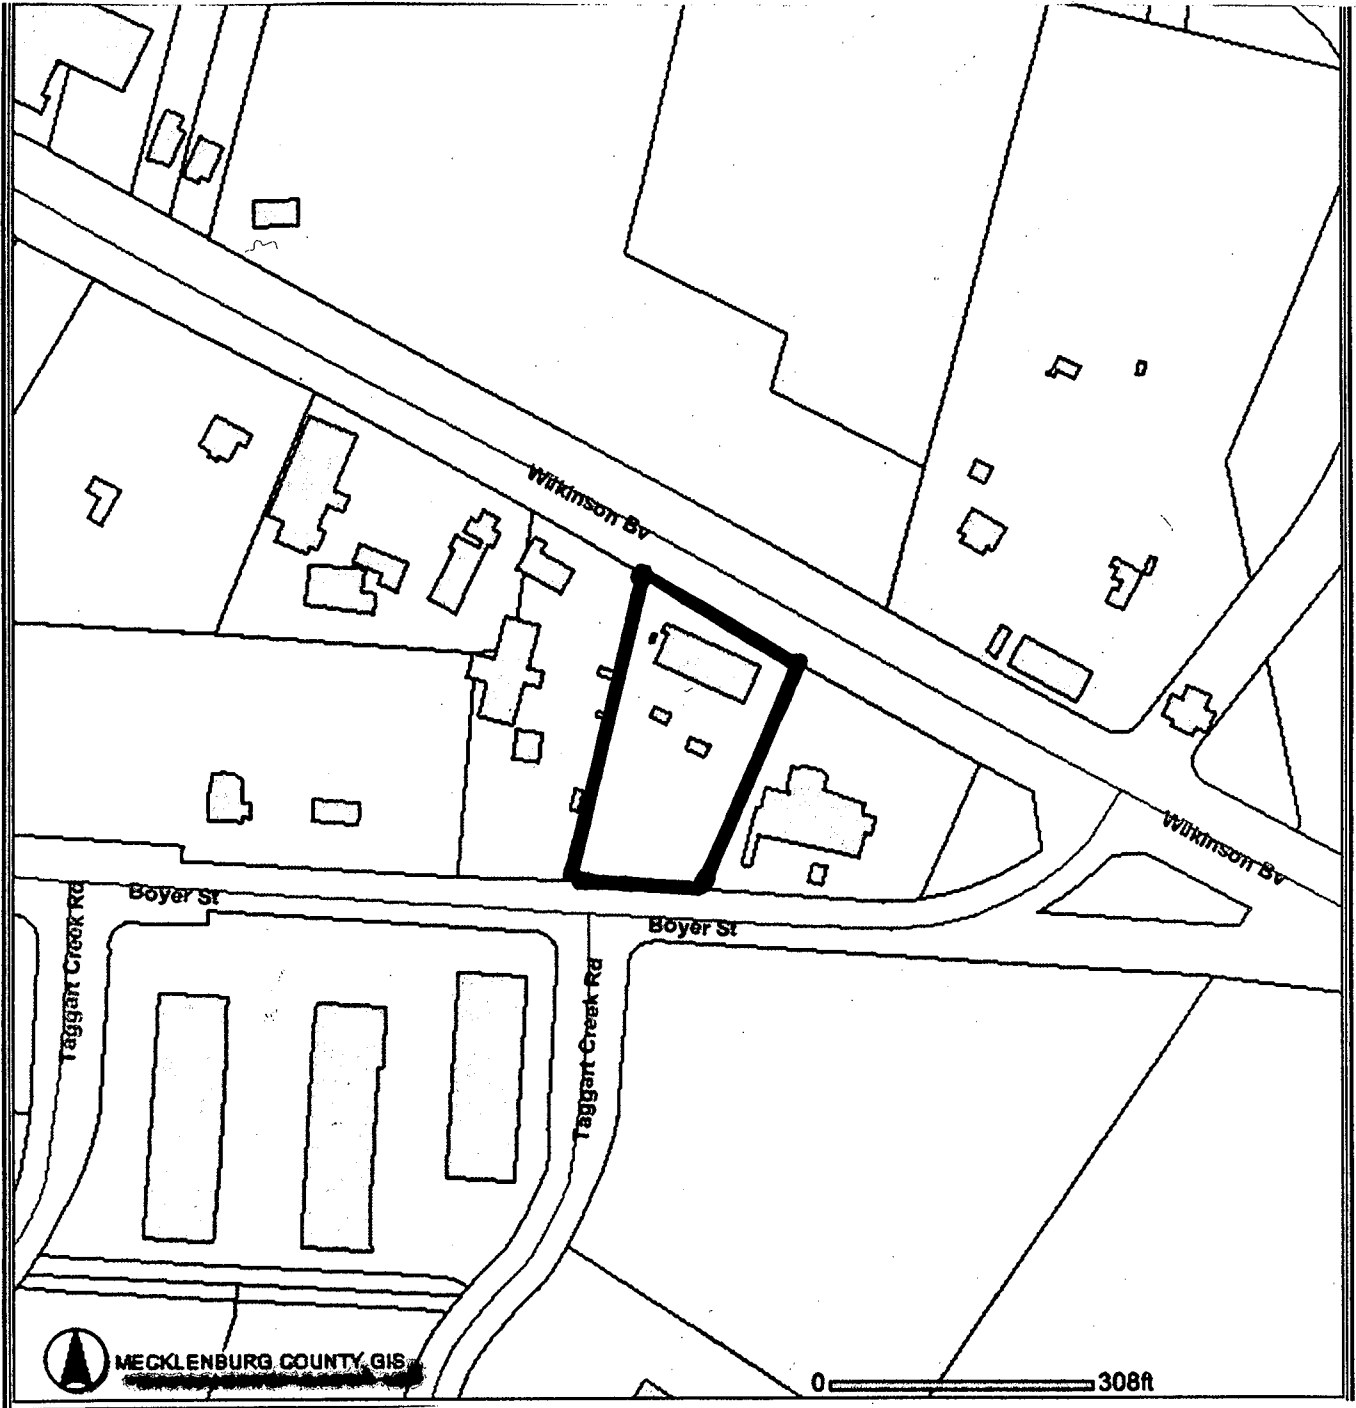 Wilkinson Bv
Wilkinson Bv
Boyer St
Boyer St
Taggart Creek Rd
Taggart Creek Rd
MECKLENBURG COUNTY GIS
0 308ft